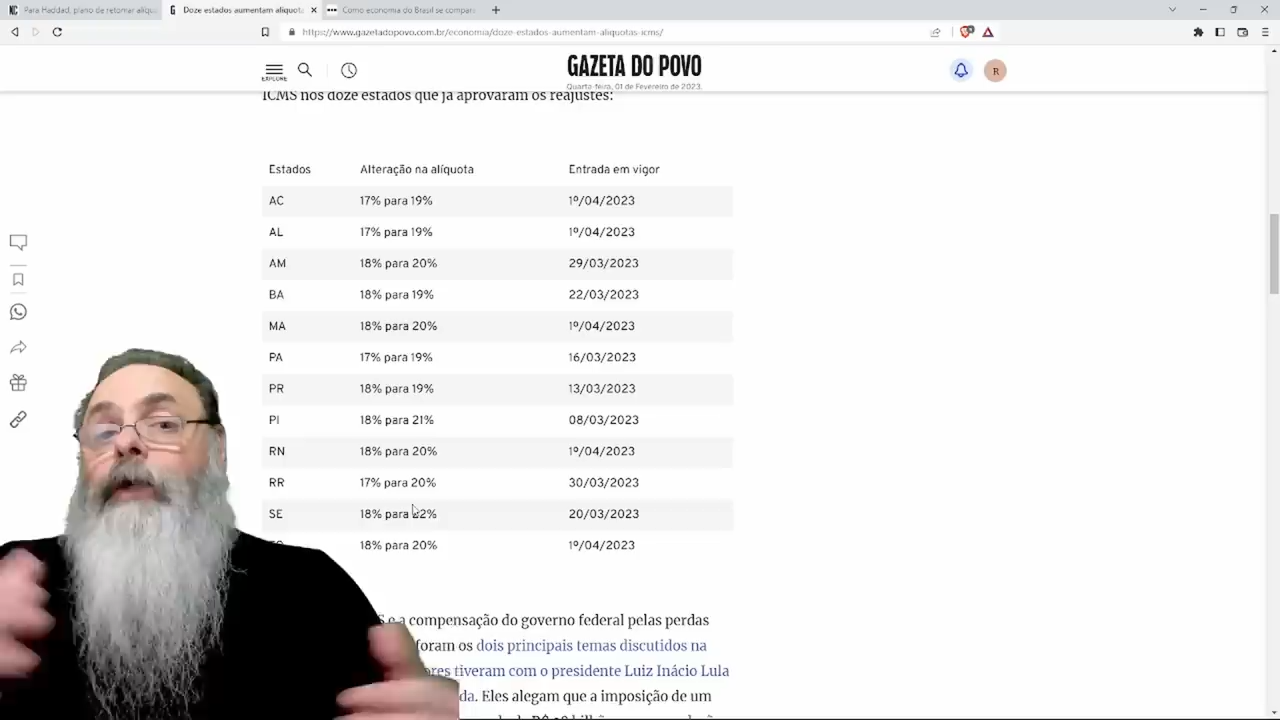 Para Haddad, plano de retomar alíqu
Doze estados aumentam alíquota
Como economia do Brasil se compar
https://www.gazetadopovo.com.br/economia/doze-estados-aumentam-aliquotas-icms/
EXPLORE
GAZETA DO POVO
R
Quarta-feira, 01 de Fevereiro de 2023.
ICMS nos doze estados que já aprovaram os reajustes:
Estados Alteração na alíquota Entrada em vigor
AC 17% para 19% 1º/04/2023
AL 17% para 19% 1º/04/2023
AM 18% para 20% 29/03/2023
BA 18% para 19% 22/03/2023
MA 18% para 20% 1º/04/2023
PA 17% para 19% 16/03/2023
PR 18% para 19% 13/03/2023
PI 18% para 21% 08/03/2023
RN 18% para 20% 1º/04/2023
RR 17% para 20% 30/03/2023
SE 18% para 22% 20/03/2023
18% para 20% 1º/04/2023
e a compensação do governo federal pelas perdas
foram os dois principais temas discutidos na
ores tiveram com o presidente Luiz Inácio Lula
da. Eles alegam que a imposição de um